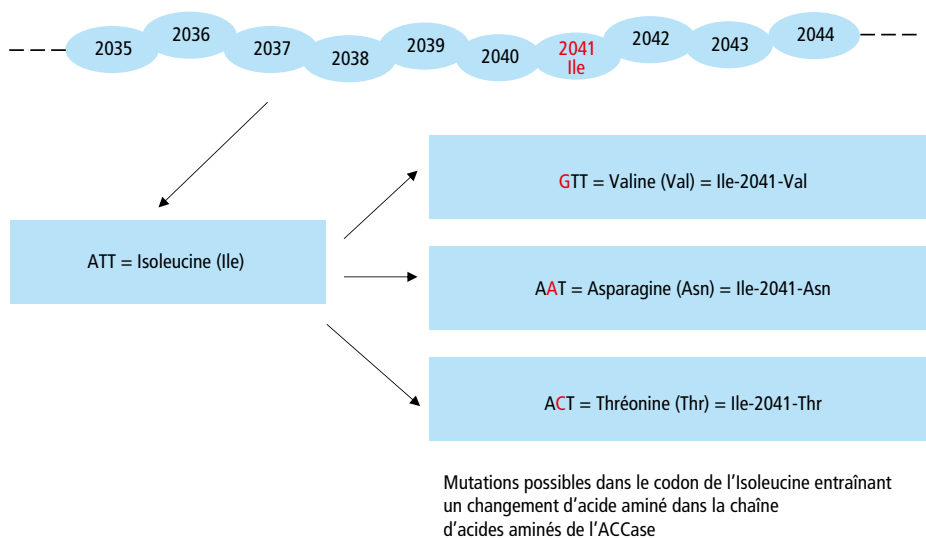 2035
2036
2037
2038
2039
2040
2041
Ile
2042
2043
2044
GTT = Valine (Val) = Ile-2041-Val
ATT = Isoleucine (Ile)
AAT = Asparagine (Asn) = Ile-2041-Asn
ACT = Thréonine (Thr) = Ile-2041-Thr
Mutations possibles dans le codon de l’Isoleucine entraînant
un changement d’acide aminé dans la chaîne
d’acides aminés de l’ACCase